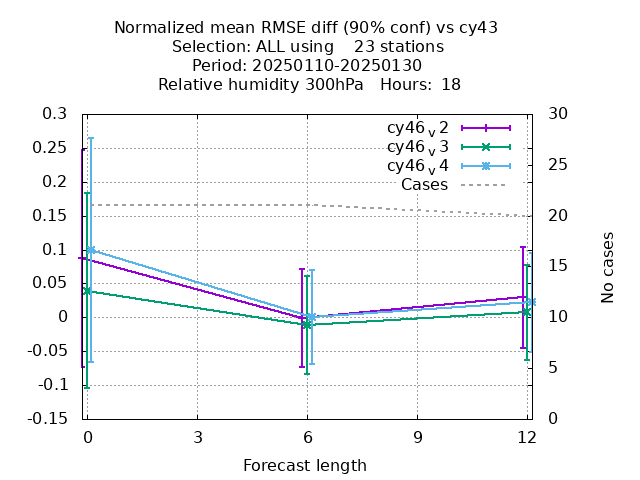 Normalized mean RMSE diff (90% conf) vs cy43
Selection: ALL using    23 stations
Period: 20250110-20250130
Relative humidity 300hPa   Hours:  18
0.3
0.25
0.2
0.15
0.1
0.05
0
-0.05
-0.1
-0.15
30
25
20
15
10
5
0
cy46v2
cy46v3
cy46v4
Cases
No cases
0
3
6
9
12
Forecast length